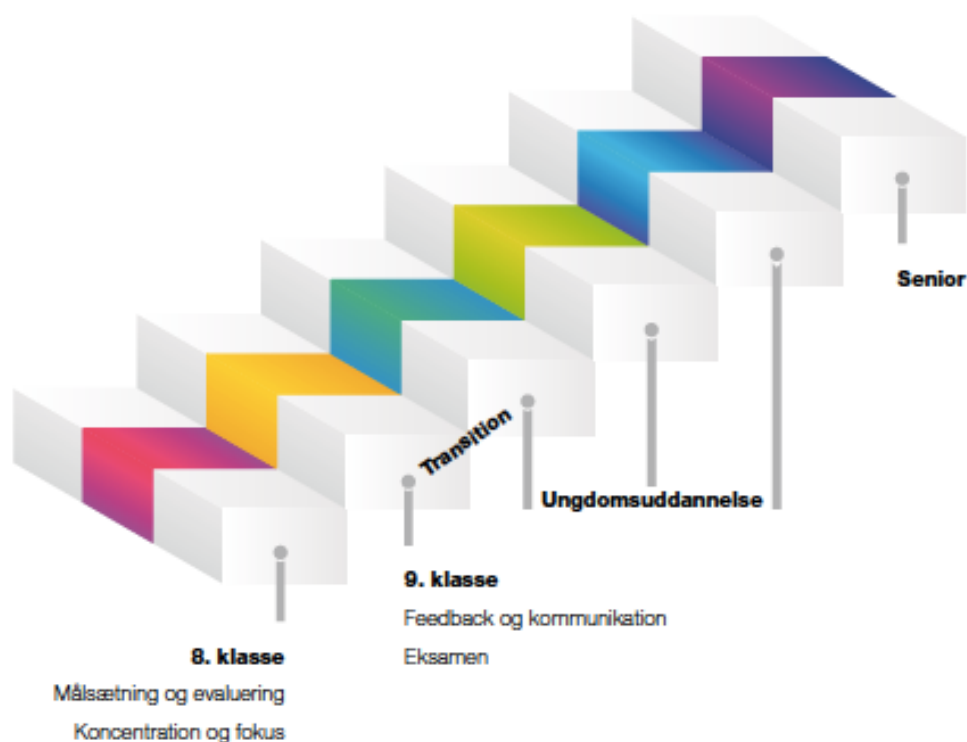 Senior
Transition
Ungdomsuddannelse
9. klasse
Feedback og kommunikation
Eksamen
8. klasse
Målsætning og evaluering
Koncentration og fokus